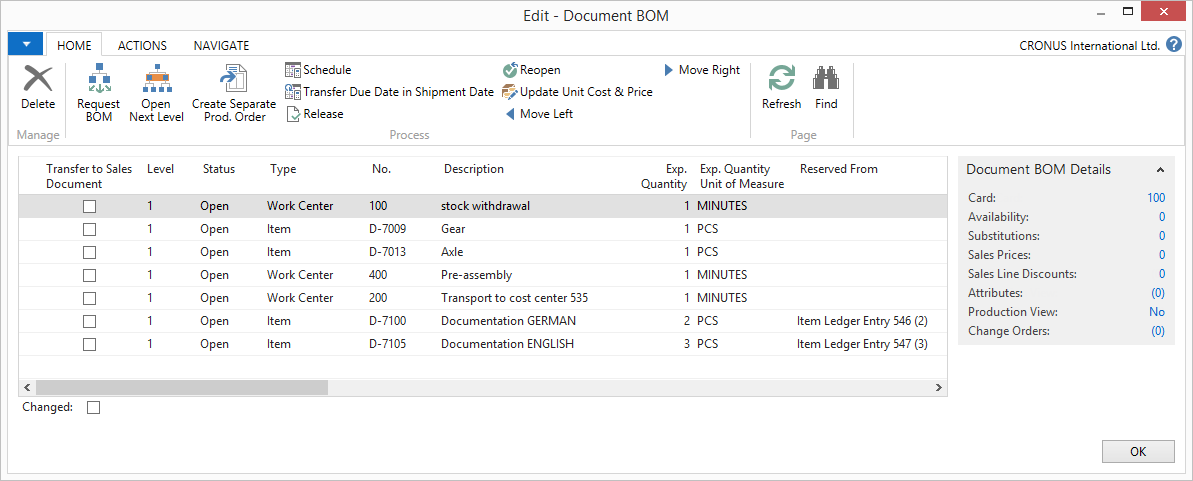 Edit - Document BOM
HOME ACTIONS NAVIGATE CRONUS International Ltd. ?
Delete
Request BOM
Open Next Level
Create Separate Prod. Order
Schedule
Transfer Due Date in Shipment Date
Release
Reopen
Update Unit Cost & Price
Move Left
Move Right
Refresh
Find
Manage Process Page
Transfer to Sales Document Level Status Type No. Description Exp. Quantity Exp. Quantity Unit of Measure Reserved From
1 Open Work Center 100 stock withdrawal 1 MINUTES
1 Open Item D-7009 Gear 1 PCS
1 Open Item D-7013 Axle 1 PCS
1 Open Work Center 400 Pre-assembly 1 MINUTES
1 Open Work Center 200 Transport to cost center 535 1 MINUTES
1 Open Item D-7100 Documentation GERMAN 2 PCS Item Ledger Entry 546 (2)
1 Open Item D-7105 Documentation ENGLISH 3 PCS Item Ledger Entry 547 (3)
Changed:
Document BOM Details
Card: 100
Availability: 0
Substitutions: 0
Sales Prices: 0
Sales Line Discounts: 0
Attributes: (0)
Production View: No
Change Orders: (0)
OK